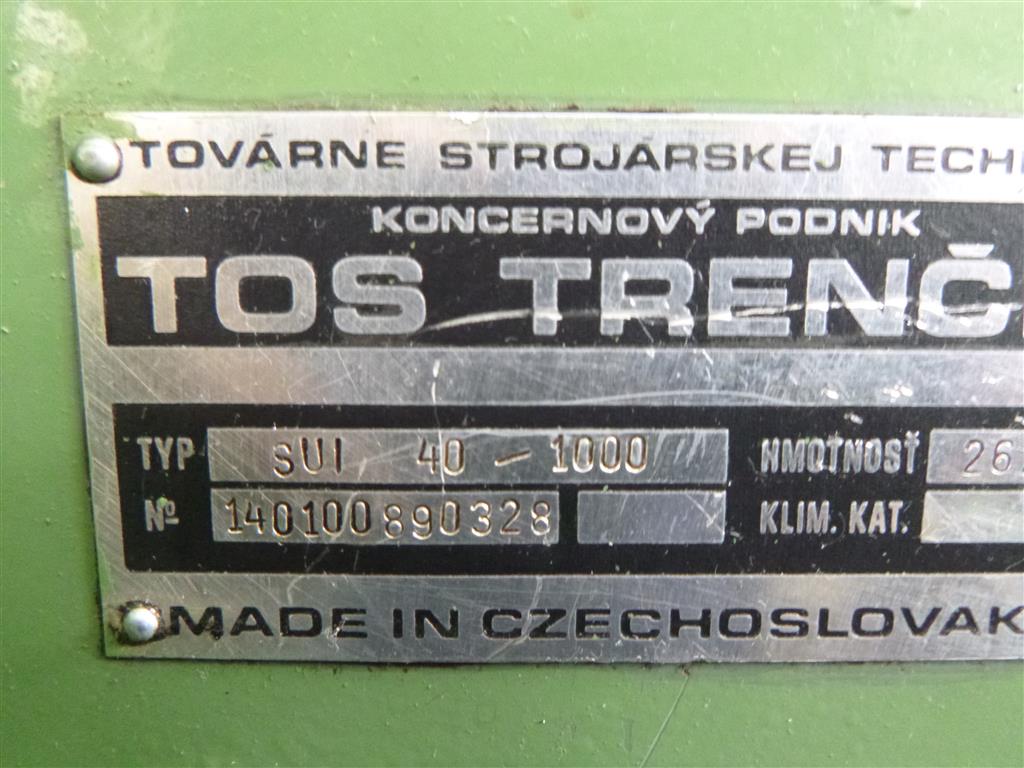 TOVÁRNE STROJÁRSKEJ TECH
KONCERNOVÝ PODNIK
TOS TRENČ
TYP SUI 40 - 1000 HMOTNOSŤ 26
Nº 140100890328 KLIM. KAT.
MADE IN CZECHOSLOVAK